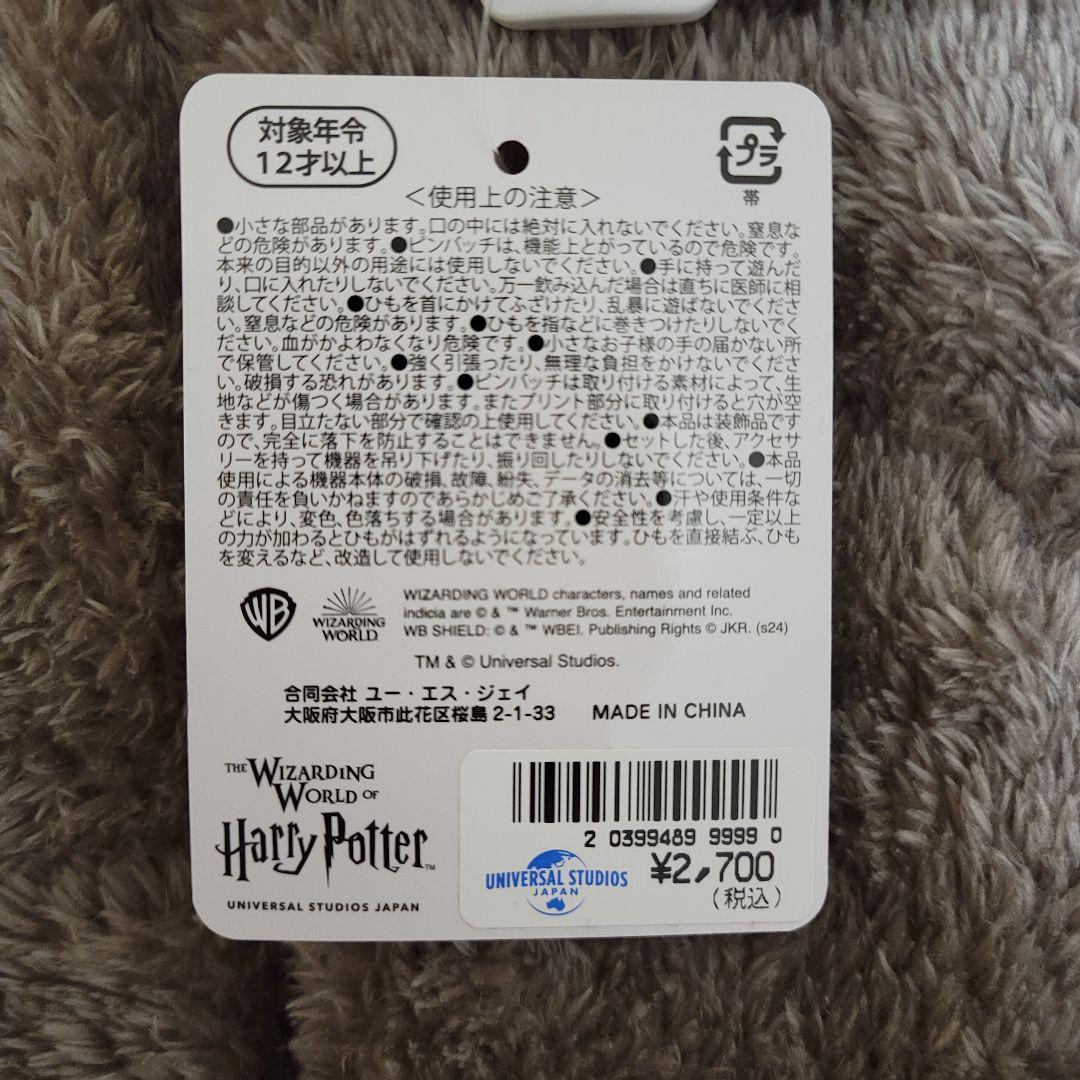 対象年令
12才以上
プラ
帯
＜使用上の注意＞
●小さな部品があります。口の中には絶対に入れないでください。窒息な
どの危険があります。●ピンバッチは、機能上とがっているので危険です。
本来の目的以外の用途には使用しないでください。●手に持って遊んだ
り、口に入れたりしないでください。万一飲み込んだ場合は直ちに医師に相
談してください。●ひもを首にかけてふざけたり、乱暴に遊ばないでくださ
い。窒息などの危険があります。●ひもを指などに巻きつけたりしないでく
ださい。血がかよわなくなり危険です。●小さなお子様の手の届かない所
で保管してください。●強く引張ったり、無理な負担をかけないでくださ
い。破損する恐れがあります。●ピンバッチは取り付ける素材によって、生
地などが傷つく場合があります。またプリント部分に取り付けると穴が空
きます。目立たない部分で確認の上使用してください。●本品は装飾品です
ので、完全に落下を防止することはできません。●セットした後、アクセサ
リーを持って機器を吊り下げたり、振り回したりしないでください。●本品
使用による機器本体の破損、故障、紛失、データの消去等については、一切
の責任を負いかねますのであらかじめご了承ください。●汗や使用条件な
どにより、変色、色落ちする場合があります。●安全性を考慮し、一定以上
の力が加わるとひもがはずれるようになっています。ひもを直接結ぶ、ひも
を変えるなど、改造して使用しないでください。
WB
WIZARDING
WORLD
WIZARDING WORLD characters, names and related
indicia are © & ™ Warner Bros. Entertainment Inc.
WB SHIELD: © & ™ WBEI. Publishing Rights © JKR. (s24)
TM & © Universal Studios.
合同会社 ユー・エス・ジェイ
大阪府大阪市此花区桜島 2-1-33 MADE IN CHINA
THE WIZARDING
WORLD OF
Harry Potter™
UNIVERSAL STUDIOS JAPAN
2 0399489 9999 0
UNIVERSAL STUDIOS
JAPAN
¥2,700
(税込)